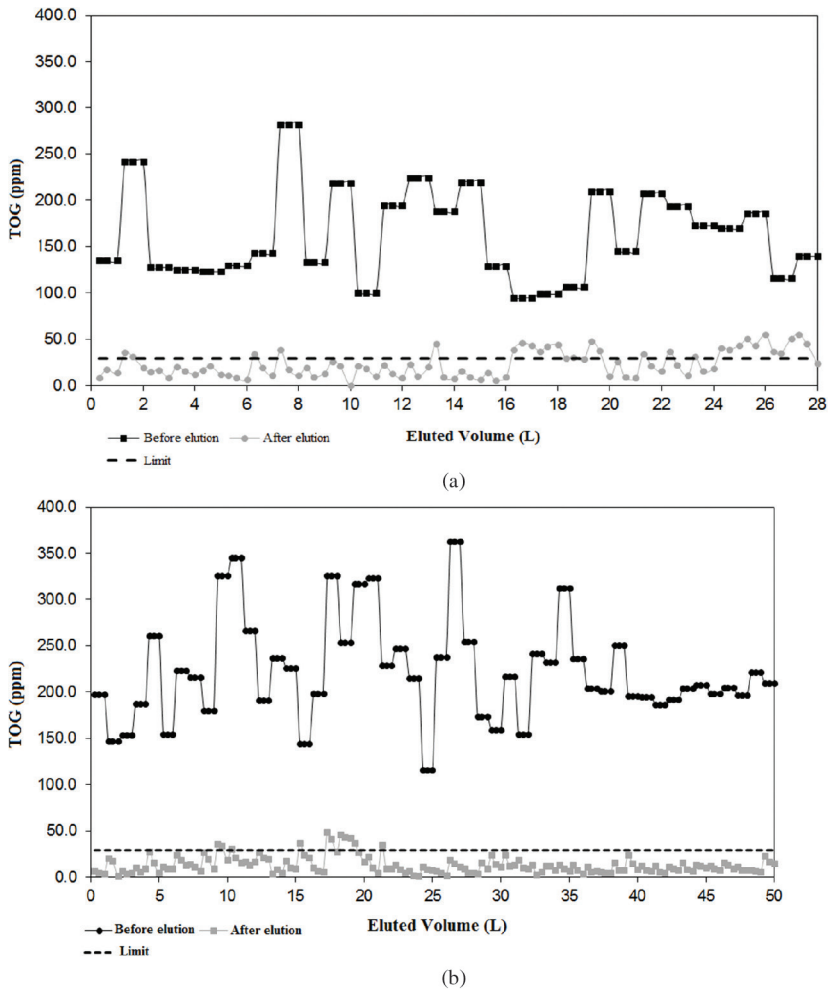 400.0
350.0
300.0
250.0
200.0
150.0
100.0
50.0
0.0
TOG (ppm)
0 2 4 6 8 10 12 14 16 18 20 22 24 26 28
Before elution After elution Eluted Volume (L)
Limit
(a)
400.0
350.0
300.0
250.0
200.0
150.0
100.0
50.0
0.0
TOG (ppm)
0 5 10 15 20 25 30 35 40 45 50
Before elution After elution Eluted Volume (L)
Limit
(b)